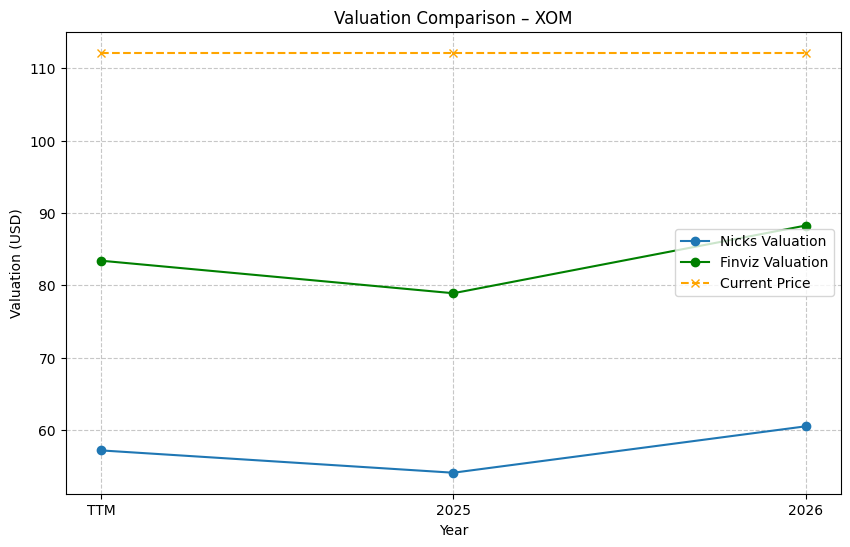 Valuation Comparison – XOM
Valuation (USD)
110
100
90
80
70
60
Nicks Valuation
Finviz Valuation
Current Price
TTM
2025
2026
Year